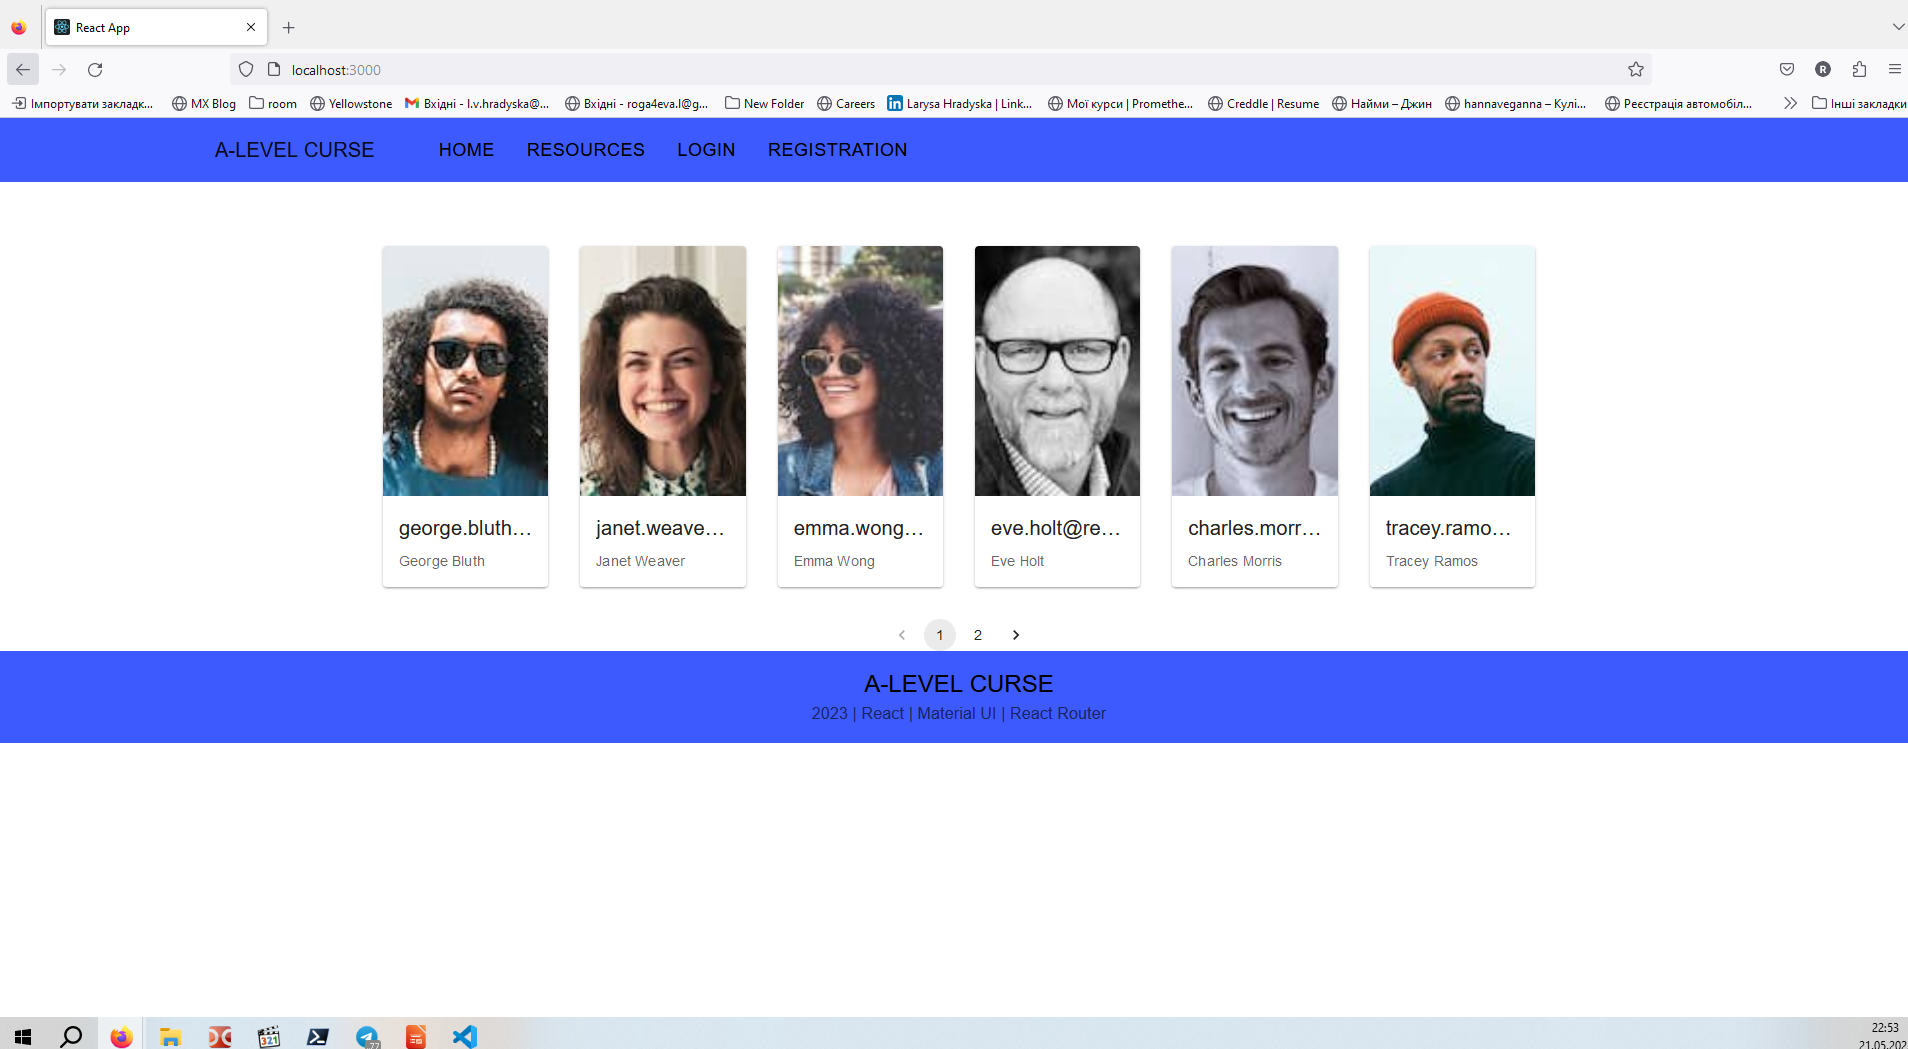 React App
localhost:3000
R
Імпортувати закладк...
MX Blog
room
Yellowstone
Вхідні - l.v.hradyska@...
Вхідні - roga4eva.l@g...
New Folder
Careers
Larysa Hradyska | Link...
Мої курси | Promethe...
Creddle | Resume
Найми – Джин
hannaveganna – Кулі...
Реєстрація автомобіл...
Інші закладки
A-LEVEL CURSE
HOME
RESOURCES
LOGIN
REGISTRATION
george.bluth...
George Bluth
janet.weave...
Janet Weaver
emma.wong...
Emma Wong
eve.holt@re...
Eve Holt
charles.morr...
Charles Morris
tracey.ramo...
Tracey Ramos
1 2
A-LEVEL CURSE
2023 | React | Material UI | React Router
321
77
22:53
21.05.202